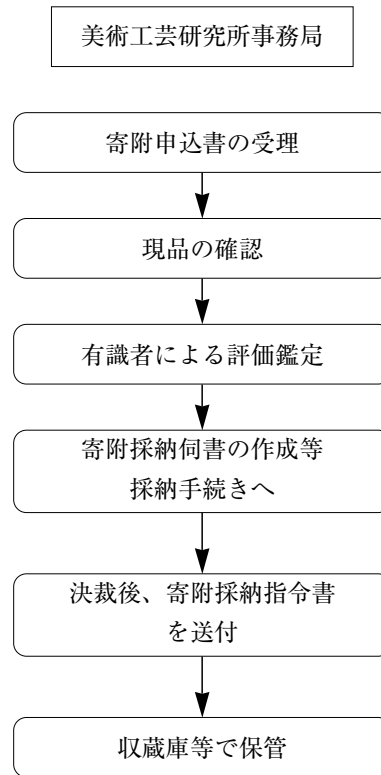 美術工芸研究所事務局
寄附申込書の受理
現品の確認
有識者による評価鑑定
寄附採納伺書の作成等
採納手続きへ
決裁後、寄附採納指令書
を送付
収蔵庫等で保管